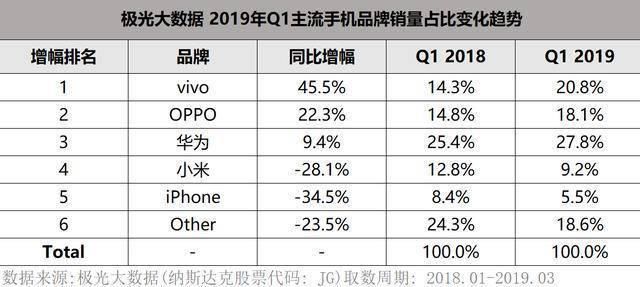 极光大数据 2019年Q1主流手机品牌销量占比变化趋势
增幅排名 品牌 同比增幅 Q1 2018 Q1 2019
1 vivo 45.5% 14.3% 20.8%
2 OPPO 22.3% 14.8% 18.1%
3 华为 9.4% 25.4% 27.8%
4 小米 -28.1% 12.8% 9.2%
5 iPhone -34.5% 8.4% 5.5%
6 Other -23.5% 24.3% 18.6%
Total - - 100.0% 100.0%
数据来源:极光大数据(纳斯达克股票代码: JG)取数周期: 2018.01-2019.03